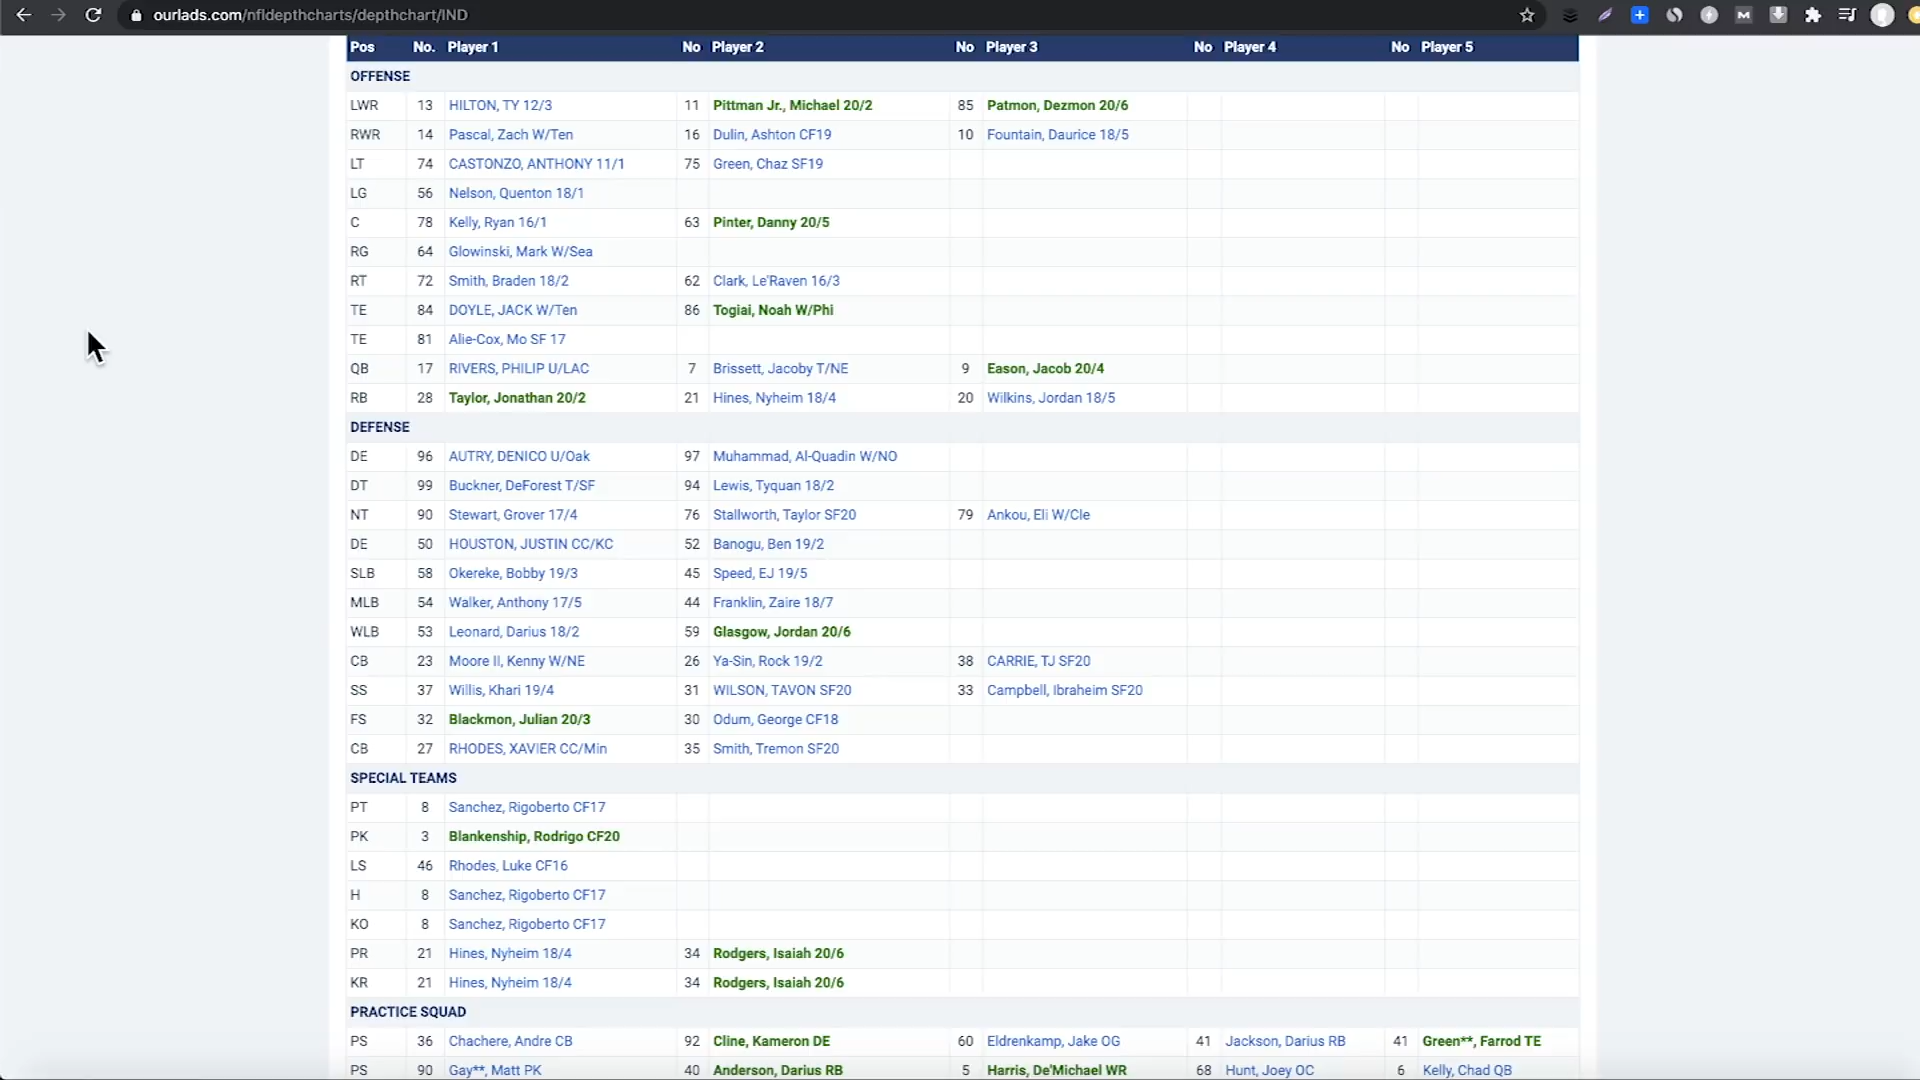 ourlads.com/nfldepthcharts/depthchart/IND
Pos No. Player 1 No Player 2 No Player 3 No Player 4 No Player 5
OFFENSE
LWR 13 HILTON, TY 12/3 11 Pittman Jr., Michael 20/2 85 Patmon, Dezmon 20/6
RWR 14 Pascal, Zach W/Ten 16 Dulin, Ashton CF19 10 Fountain, Daurice 18/5
LT 74 CASTONZO, ANTHONY 11/1 75 Green, Chaz SF19
LG 56 Nelson, Quenton 18/1
C 78 Kelly, Ryan 16/1 63 Pinter, Danny 20/5
RG 64 Glowinski, Mark W/Sea
RT 72 Smith, Braden 18/2 62 Clark, Le'Raven 16/3
TE 84 DOYLE, JACK W/Ten 86 Togiai, Noah W/Phi
TE 81 Alie-Cox, Mo SF 17
QB 17 RIVERS, PHILIP U/LAC 7 Brissett, Jacoby T/NE 9 Eason, Jacob 20/4
RB 28 Taylor, Jonathan 20/2 21 Hines, Nyheim 18/4 20 Wilkins, Jordan 18/5
DEFENSE
DE 96 AUTRY, DENICO U/Oak 97 Muhammad, Al-Quadin W/NO
DT 99 Buckner, DeForest T/SF 94 Lewis, Tyquan 18/2
NT 90 Stewart, Grover 17/4 76 Stallworth, Taylor SF20 79 Ankou, Eli W/Cle
DE 50 HOUSTON, JUSTIN CC/KC 52 Banogu, Ben 19/2
SLB 58 Okereke, Bobby 19/3 45 Speed, EJ 19/5
MLB 54 Walker, Anthony 17/5 44 Franklin, Zaire 18/7
WLB 53 Leonard, Darius 18/2 59 Glasgow, Jordan 20/6
CB 23 Moore II, Kenny W/NE 26 Ya-Sin, Rock 19/2 38 CARRIE, TJ SF20
SS 37 Willis, Khari 19/4 31 WILSON, TAVON SF20 33 Campbell, Ibraheim SF20
FS 32 Blackmon, Julian 20/3 30 Odum, George CF18
CB 27 RHODES, XAVIER CC/Min 35 Smith, Tremon SF20
SPECIAL TEAMS
PT 8 Sanchez, Rigoberto CF17
PK 3 Blankenship, Rodrigo CF20
LS 46 Rhodes, Luke CF16
H 8 Sanchez, Rigoberto CF17
KO 8 Sanchez, Rigoberto CF17
PR 21 Hines, Nyheim 18/4 34 Rodgers, Isaiah 20/6
KR 21 Hines, Nyheim 18/4 34 Rodgers, Isaiah 20/6
PRACTICE SQUAD
PS 36 Chachere, Andre CB 92 Cline, Kameron DE 60 Eldrenkamp, Jake OG 41 Jackson, Darius RB 41 Green**, Farrod TE
PS 90 Gay**, Matt PK 40 Anderson, Darius RB 5 Harris, De'Michael WR 68 Hunt, Joey OC 6 Kelly, Chad QB